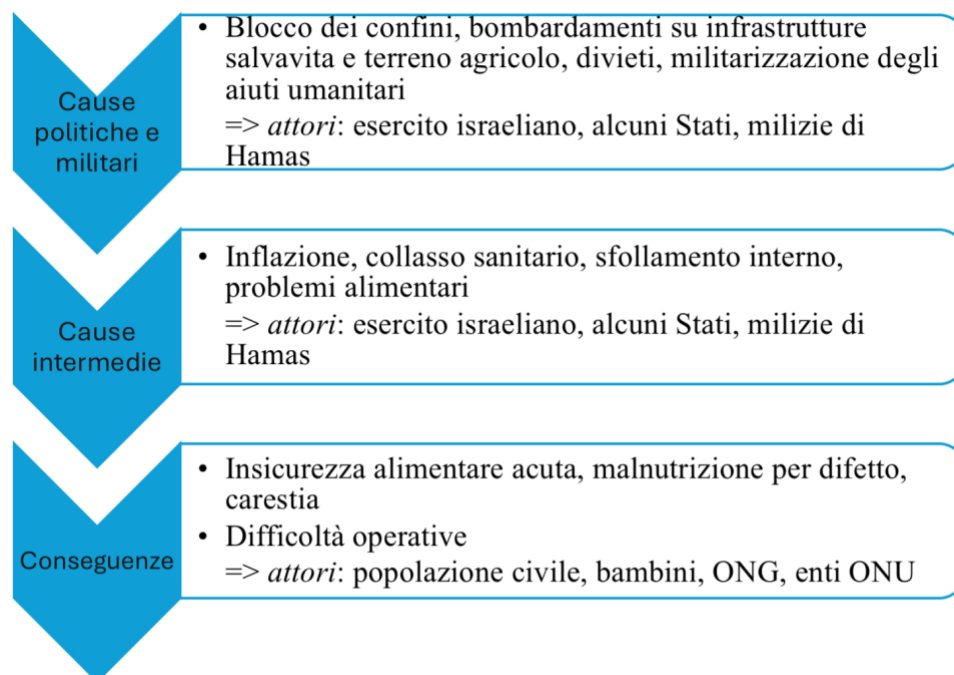 Cause
politiche e
militari
• Blocco dei confini, bombardamenti su infrastrutture
salvavita e terreno agricolo, divieti, militarizzazione degli
aiuti umanitari
=> attori: esercito israeliano, alcuni Stati, milizie di
Hamas
Cause
intermedie
• Inflazione, collasso sanitario, sfollamento interno,
problemi alimentari
=> attori: esercito israeliano, alcuni Stati, milizie di
Hamas
Conseguenze
• Insicurezza alimentare acuta, malnutrizione per difetto,
carestia
• Difficoltà operative
=> attori: popolazione civile, bambini, ONG, enti ONU